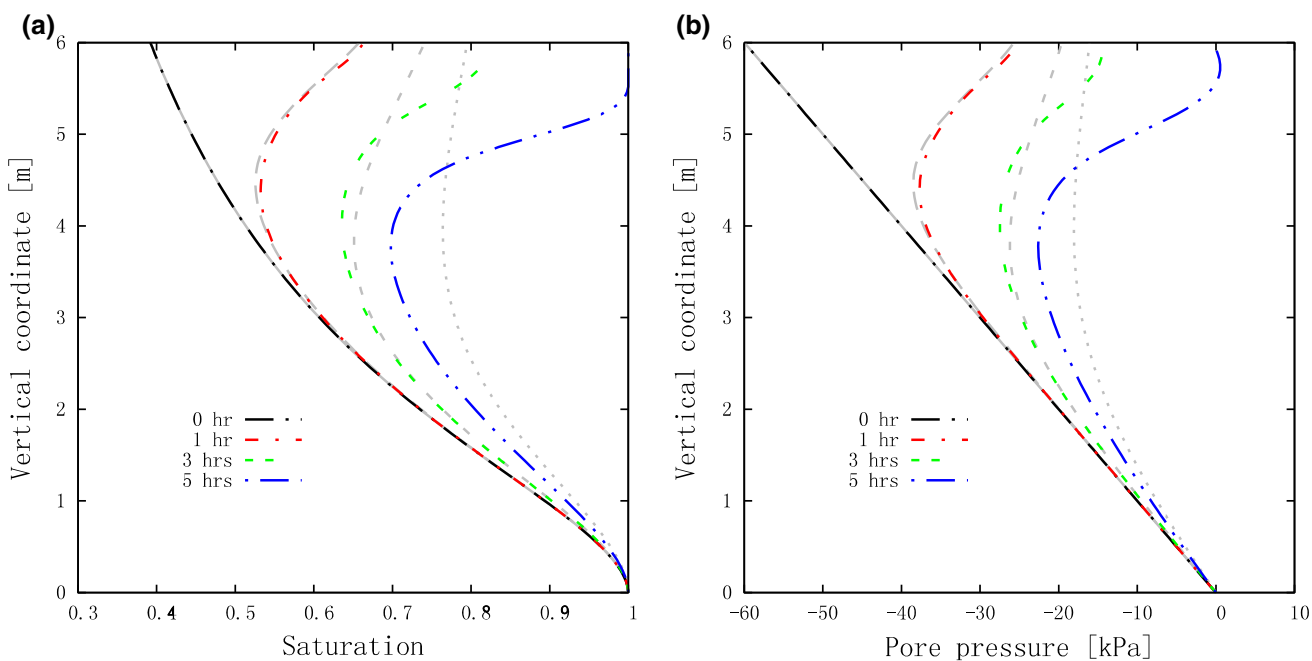 (a)
Vertical coordinate [m]
6
5
4
3
2
1
0
0 hr
1 hr
3 hrs
5 hrs
0.3 0.4 0.5 0.6 0.7 0.8 0.9 1
Saturation
(b)
Vertical coordinate [m]
6
5
4
3
2
1
0
0 hr
1 hr
3 hrs
5 hrs
-60 -50 -40 -30 -20 -10 0 10
Pore pressure [kPa]